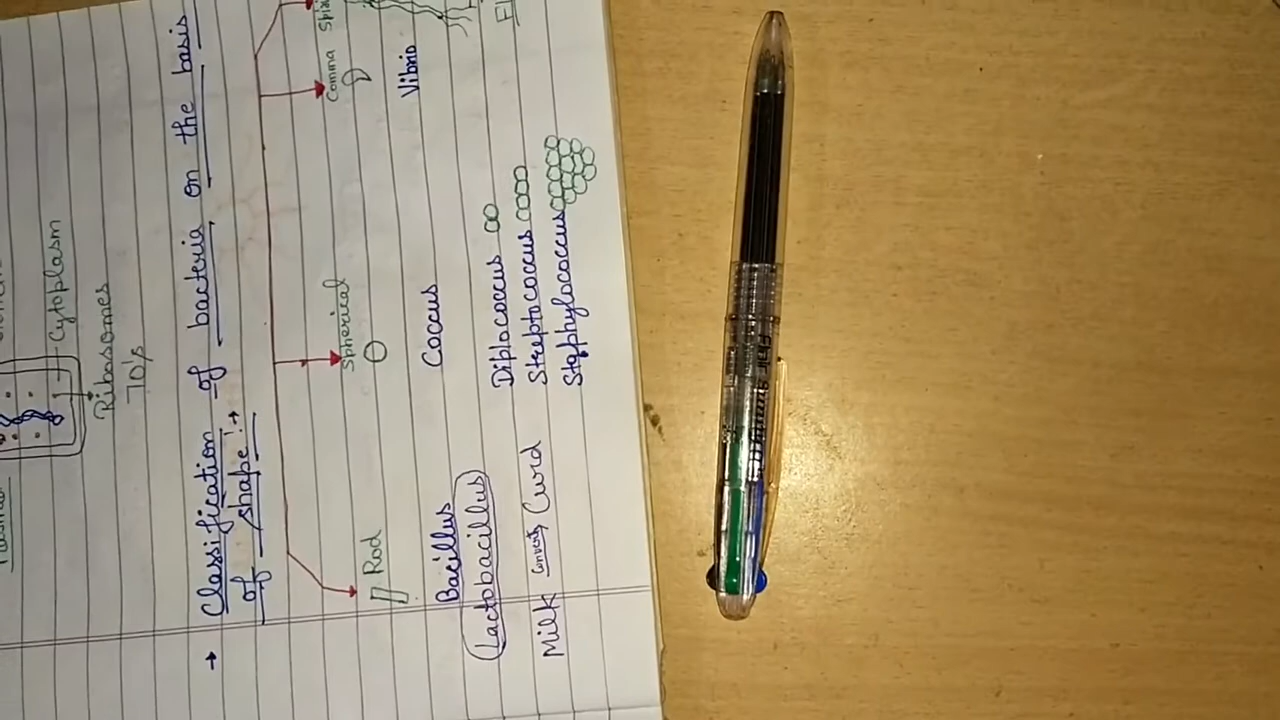 Cytoplasm
Ribosomes
70's
→ Classification of bacteria on the basis
of shape :→
Rod
Spherical
Comma
Bacillus
Coccus
Vibrio
Lactobacillus
Diplococcus
Milk converts Curd
Streptococcus
Staphylococcus